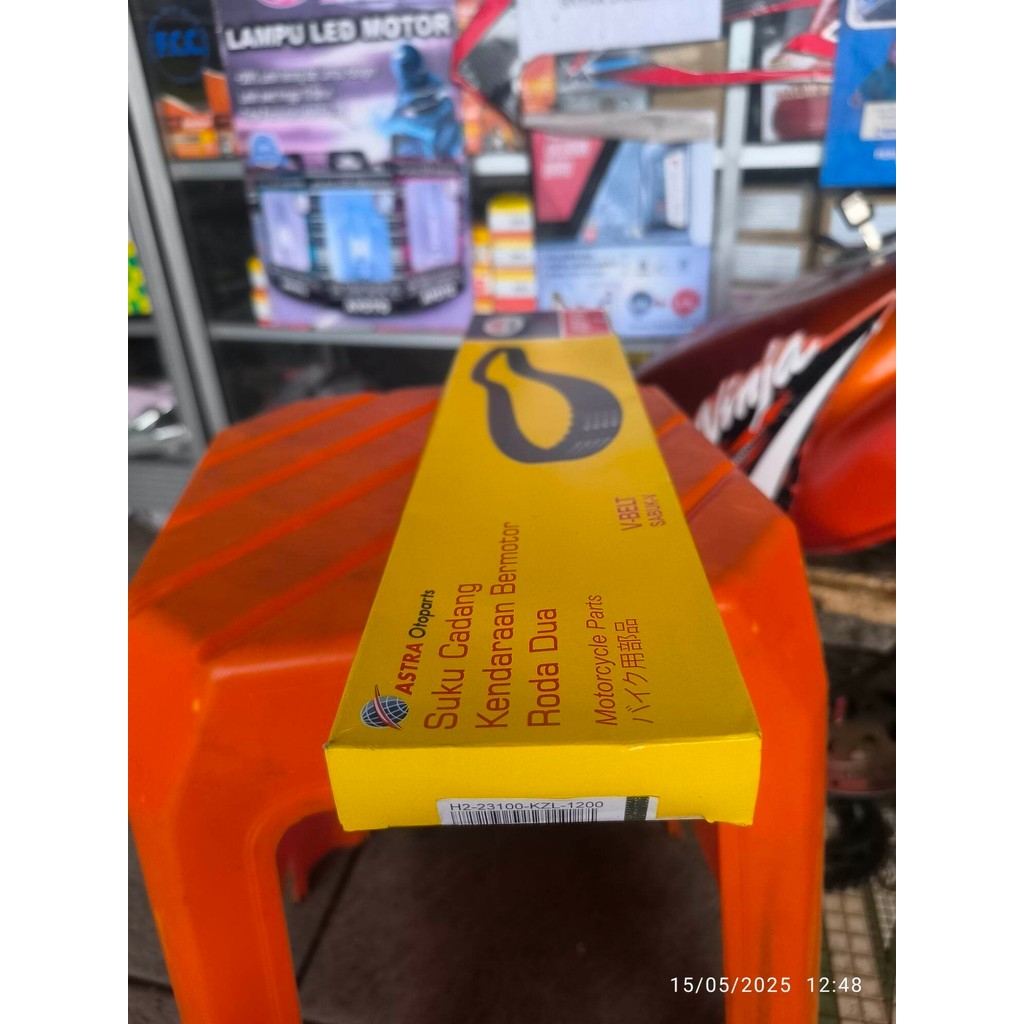 LAMPU LED MOTOR
Ninja
V-BELT
SABUK-V
ASTRA Otoparts
Suku Cadang
Kendaraan Bermotor
Roda Dua
Motorcycle Parts
バイク用部品
H2-23100-KZL-1200
15/05/2025 12:48